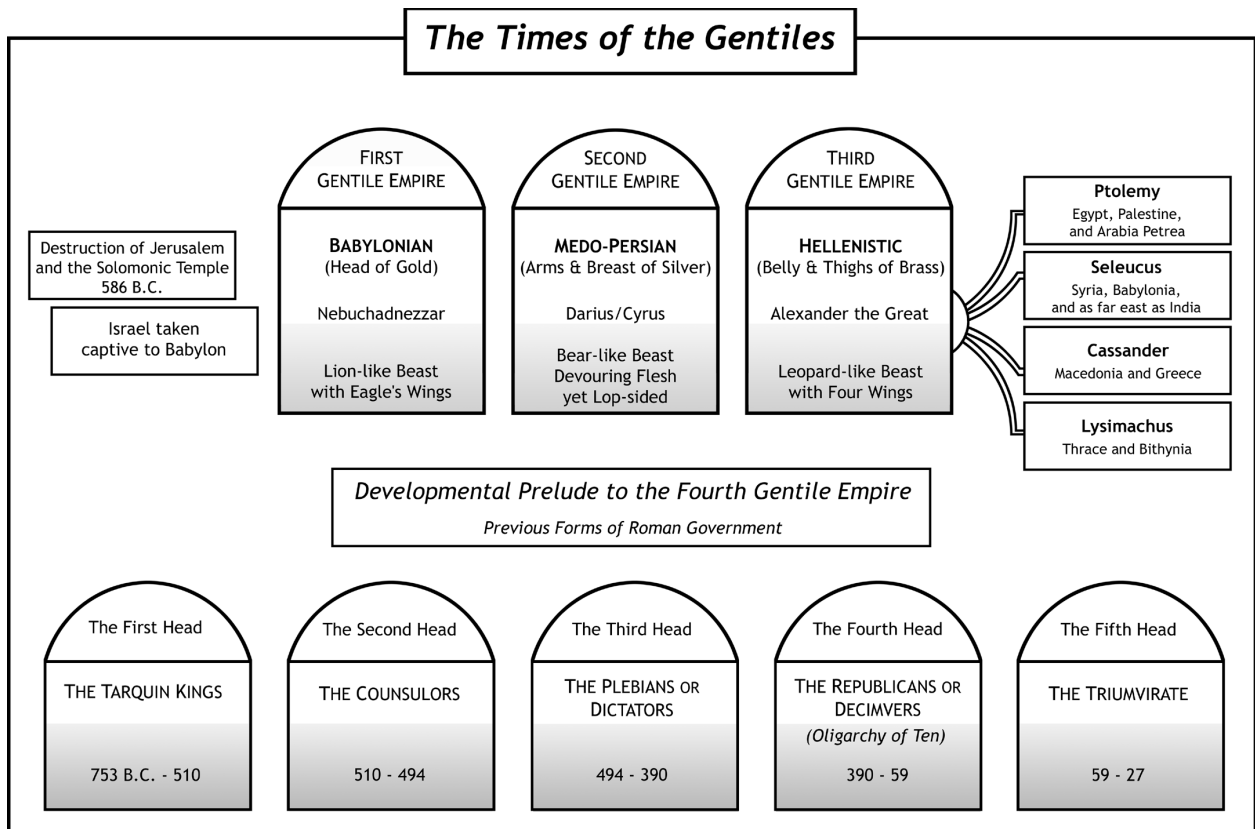 The Times of the Gentiles
Destruction of Jerusalem
and the Solomonic Temple
586 B.C.
Israel taken
captive to Babylon
FIRST
GENTILE EMPIRE
BABYLONIAN
(Head of Gold)
Nebuchadnezzar
Lion-like Beast
with Eagle's Wings
SECOND
GENTILE EMPIRE
MEDO-PERSIAN
(Arms & Breast of Silver)
Darius/Cyrus
Bear-like Beast
Devouring Flesh
yet Lop-sided
THIRD
GENTILE EMPIRE
HELLENISTIC
(Belly & Thighs of Brass)
Alexander the Great
Leopard-like Beast
with Four Wings
Ptolemy
Egypt, Palestine,
and Arabia Petrea
Seleucus
Syria, Babylonia,
and as far east as India
Cassander
Macedonia and Greece
Lysimachus
Thrace and Bithynia
Developmental Prelude to the Fourth Gentile Empire
Previous Forms of Roman Government
The First Head
THE TARQUIN KINGS
753 B.C. - 510
The Second Head
THE COUNSULORS
510 - 494
The Third Head
THE PLEBIANS OR
DICTATORS
494 - 390
The Fourth Head
THE REPUBLICANS OR
DECIMVERS
(Oligarchy of Ten)
390 - 59
The Fifth Head
THE TRIUMVIRATE
59 - 27